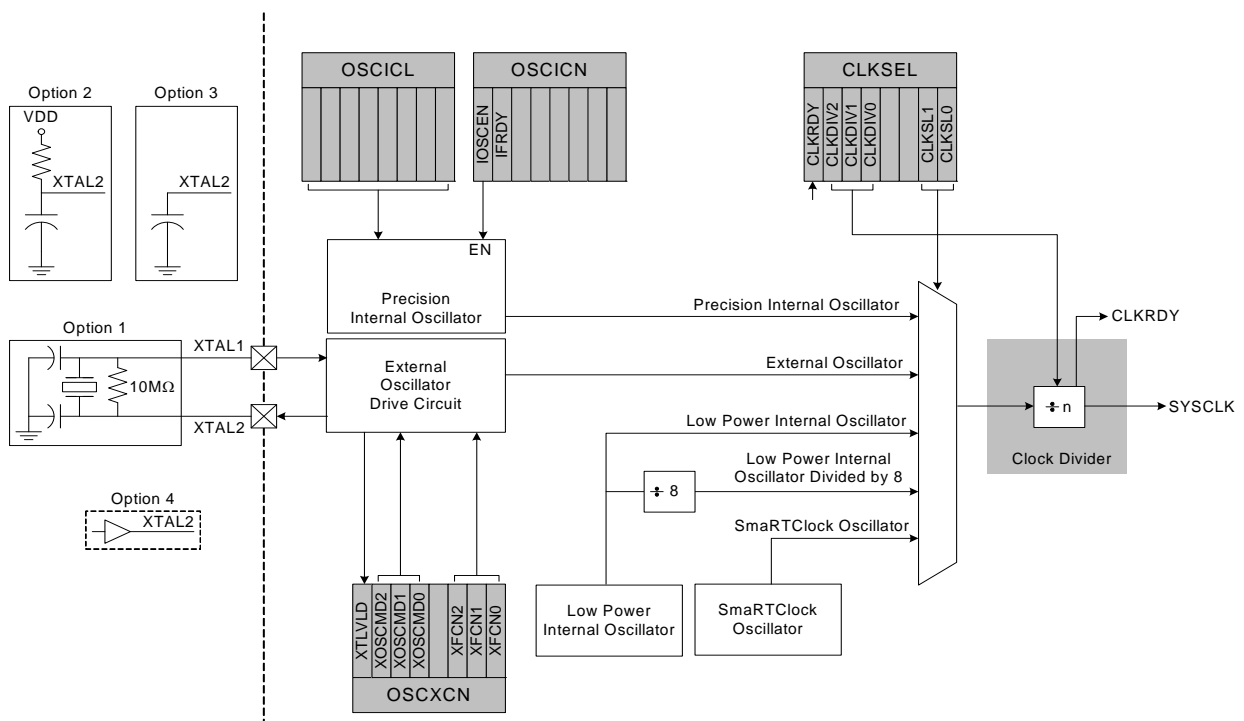 OSCICL
OSCICN
CLKSEL
IOSCEN
IFRDY
CLKRDY
CLKDIV2
CLKDIV1
CLKDIV0
CLKSL1
CLKSL0
Option 2
VDD
XTAL2
Option 3
XTAL2
EN
Precision
Internal Oscillator
Precision Internal Oscillator
CLKRDY
Option 1
XTAL1
10MΩ
XTAL2
External
Oscillator
Drive Circuit
External Oscillator
÷ n
SYSCLK
Clock Divider
Low Power Internal Oscillator
Low Power Internal
Oscillator Divided by 8
÷ 8
Option 4
XTAL2
SmaRTClock Oscillator
Low Power
Internal Oscillator
SmaRTClock
Oscillator
XTLVLD
XOSCMD2
XOSCMD1
XOSCMD0
XFCN2
XFCN1
XFCN0
OSCXCN